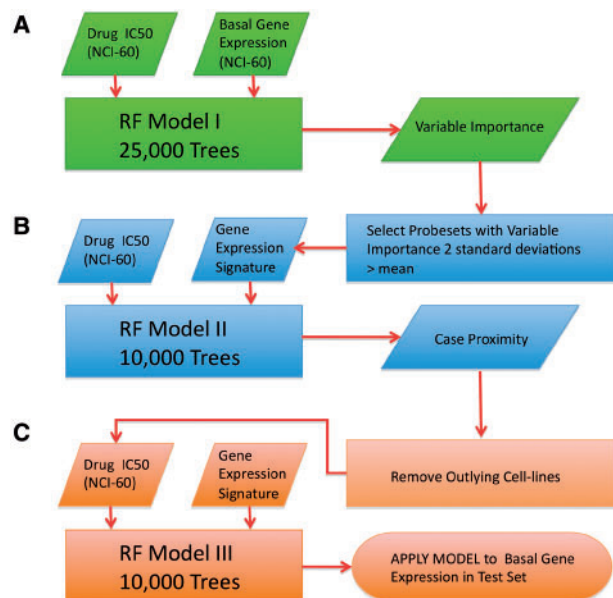 A
Drug IC50
(NCI-60)
Basal Gene
Expression
(NCI-60)
RF Model I
25,000 Trees
Variable Importance
B
Drug IC50
(NCI-60)
Gene
Expression
Signature
Select Probesets with Variable
Importance 2 standard deviations
> mean
RF Model II
10,000 Trees
Case Proximity
C
Drug IC50
(NCI-60)
Gene
Expression
Signature
Remove Outlying Cell-lines
RF Model III
10,000 Trees
APPLY MODEL to Basal Gene
Expression in Test Set